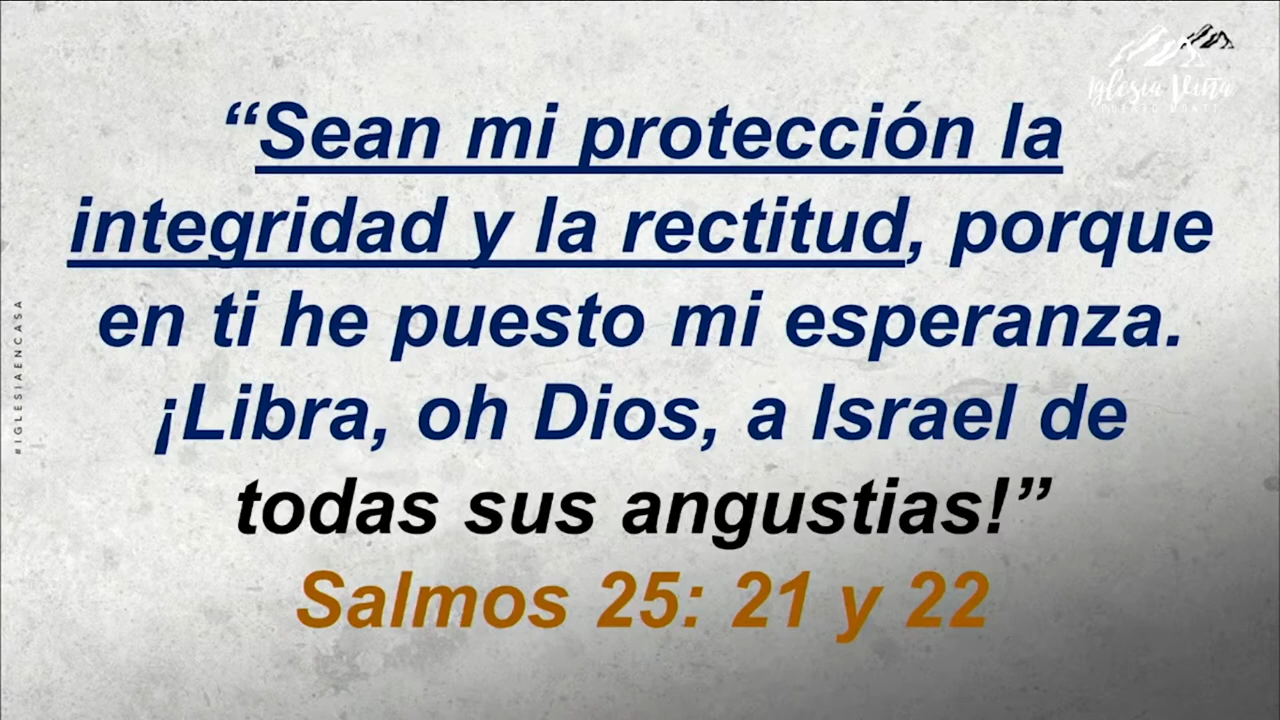 Iglesia Viña
“Sean mi protección la
integridad y la rectitud, porque
en ti he puesto mi esperanza.
¡Libra, oh Dios, a Israel de
todas sus angustias!”
Salmos 25: 21 y 22
#IGLESIAENCASA